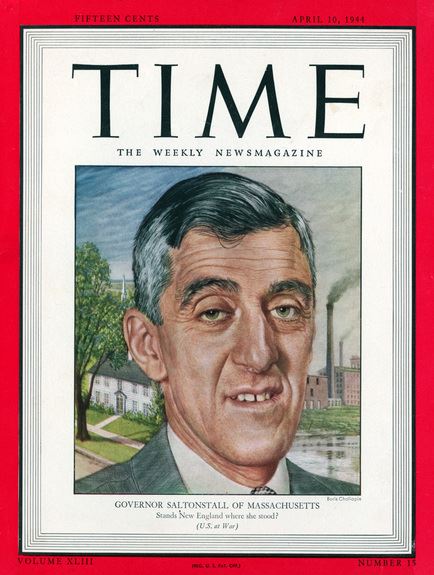 FIFTEEN CENTS APRIL 10, 1944
TIME
THE WEEKLY NEWSMAGAZINE
Boris Chaliapin
GOVERNOR SALTONSTALL OF MASSACHUSETTS
Stands New England where she stood?
(U.S. at War)
VOLUME XLIII (REG. U. S. PAT. OFF.) NUMBER 15